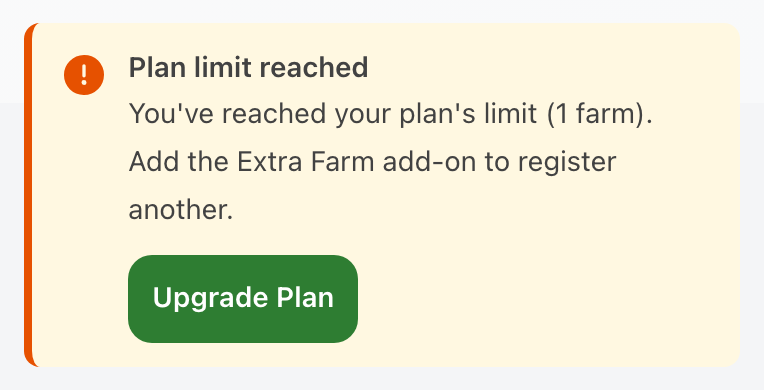 Plan limit reached
You've reached your plan's limit (1 farm).
Add the Extra Farm add-on to register
another.
Upgrade Plan